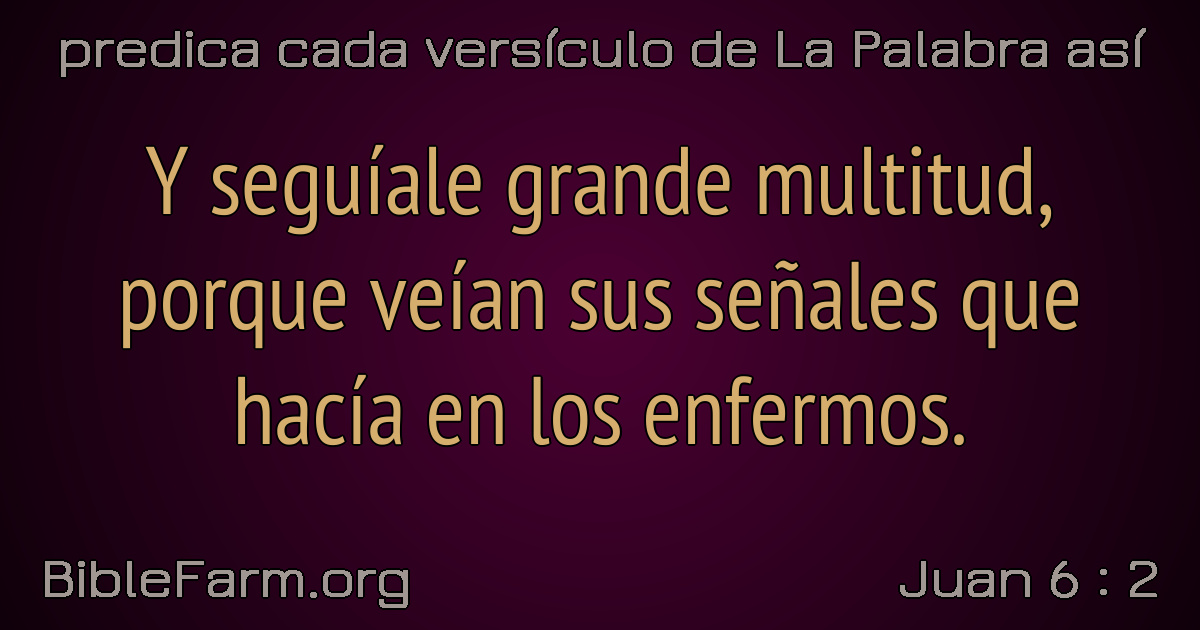 predica cada versículo de La Palabra así
Y seguíale grande multitud,
porque veían sus señales que
hacía en los enfermos.
BibleFarm.org
Juan 6 : 2